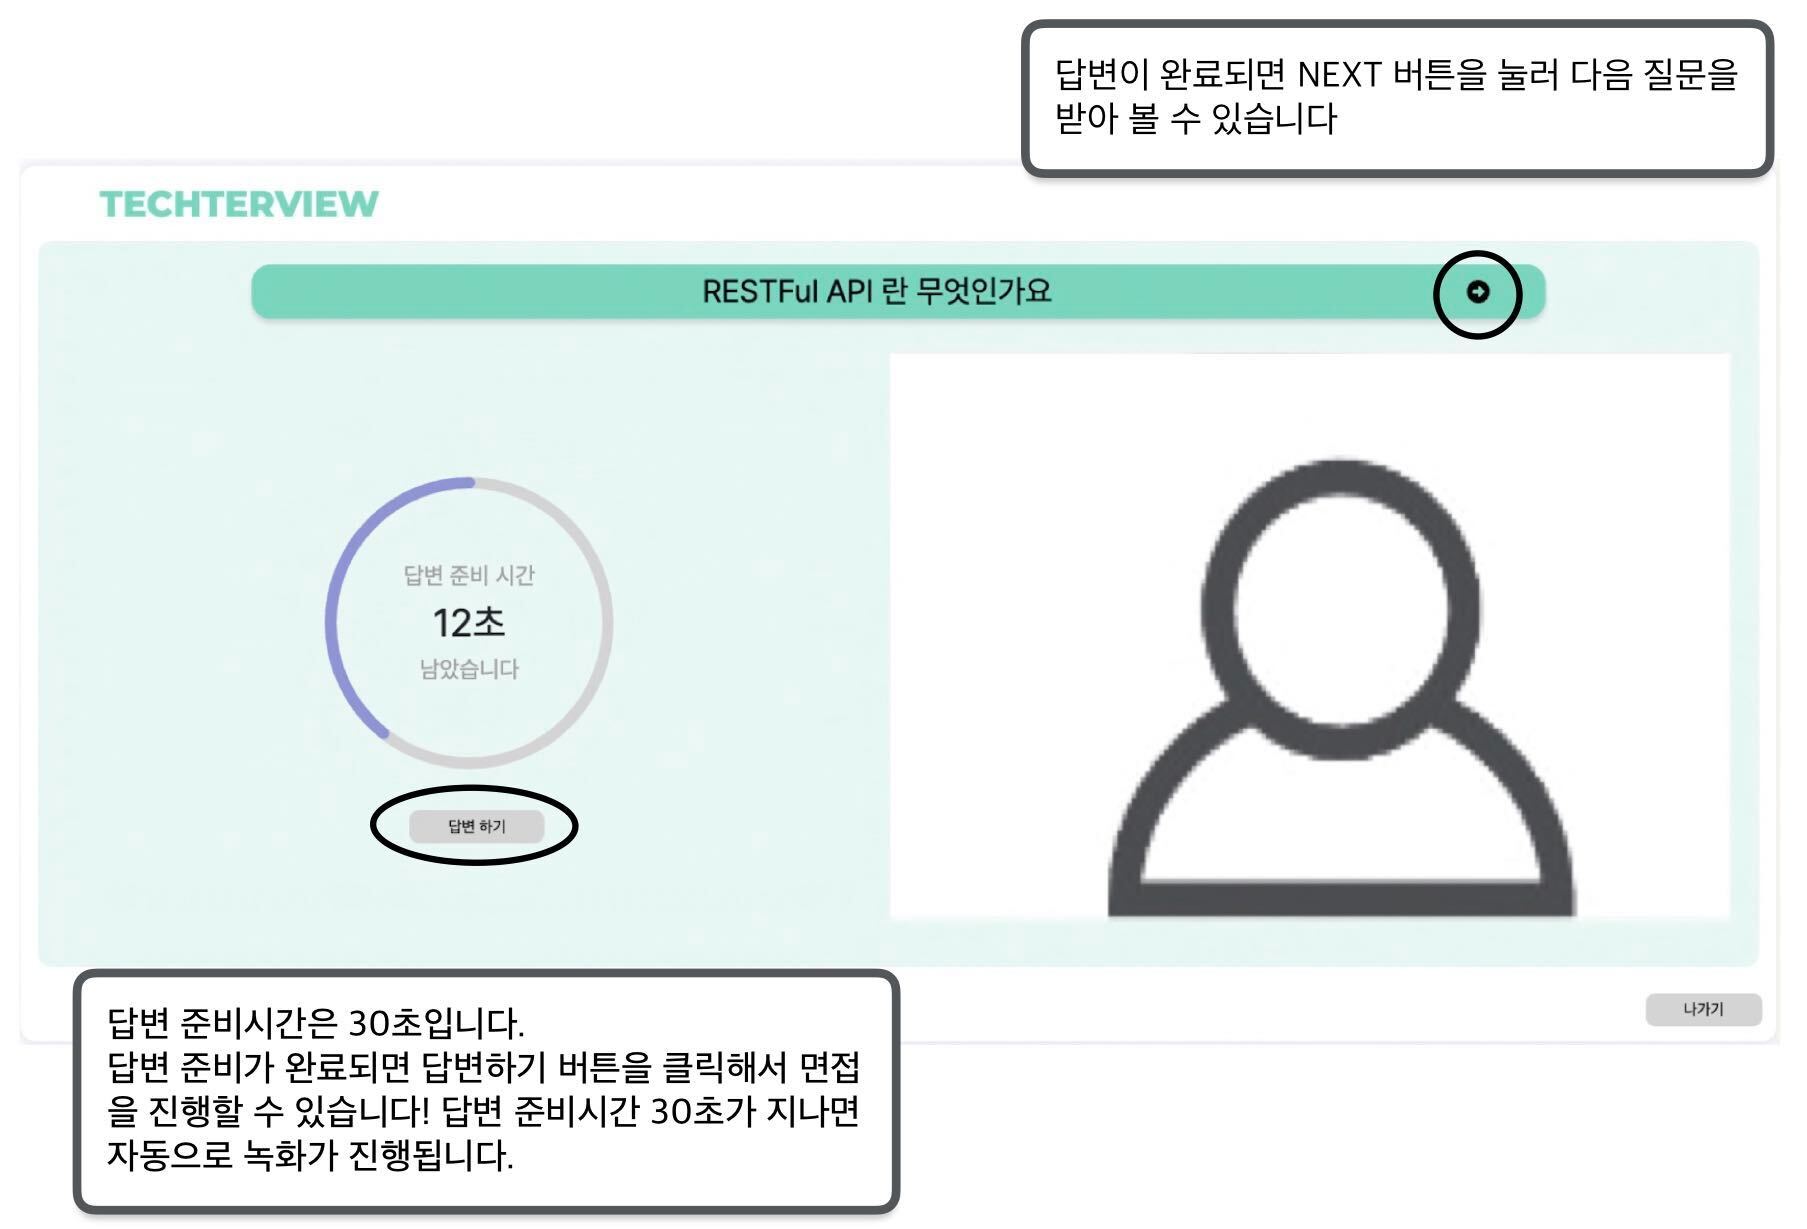 답변이 완료되면 NEXT 버튼을 눌러 다음 질문을
받아 볼 수 있습니다
TECHTERVIEW
RESTFul API 란 무엇인가요
답변 준비 시간
12초
남았습니다
답변 하기
나가기
답변 준비시간은 30초입니다.
답변 준비가 완료되면 답변하기 버튼을 클릭해서 면접
을 진행할 수 있습니다! 답변 준비시간 30초가 지나면
자동으로 녹화가 진행됩니다.